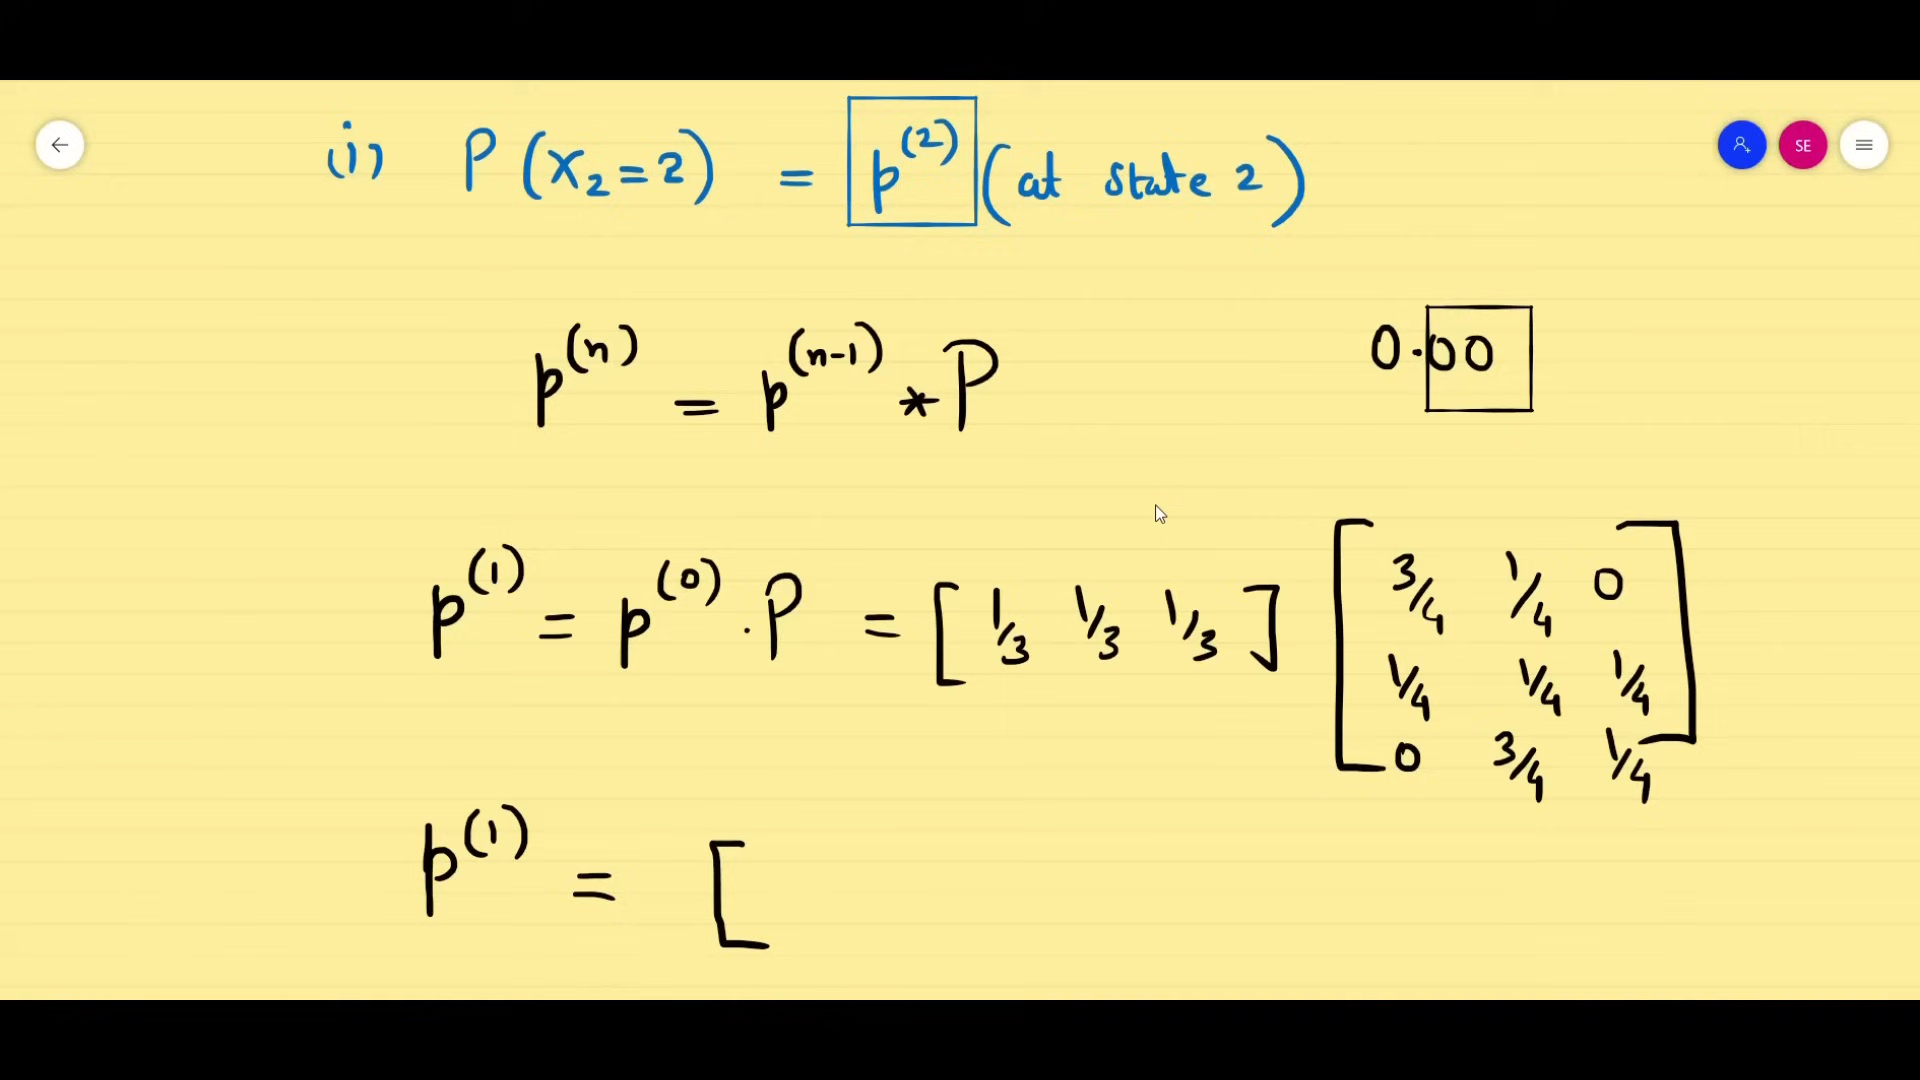 (i) P(X₂=2) = p⁽²⁾ (at state 2)
SE
p⁽ⁿ⁾ = p⁽ⁿ⁻¹⁾ * P
0.00
p⁽¹⁾ = p⁽⁰⁾ . P = [ 1/3 1/3 1/3 ] [ 3/4 1/4 0
1/4 1/4 1/4
0 3/4 1/4 ]
p⁽¹⁾ = [